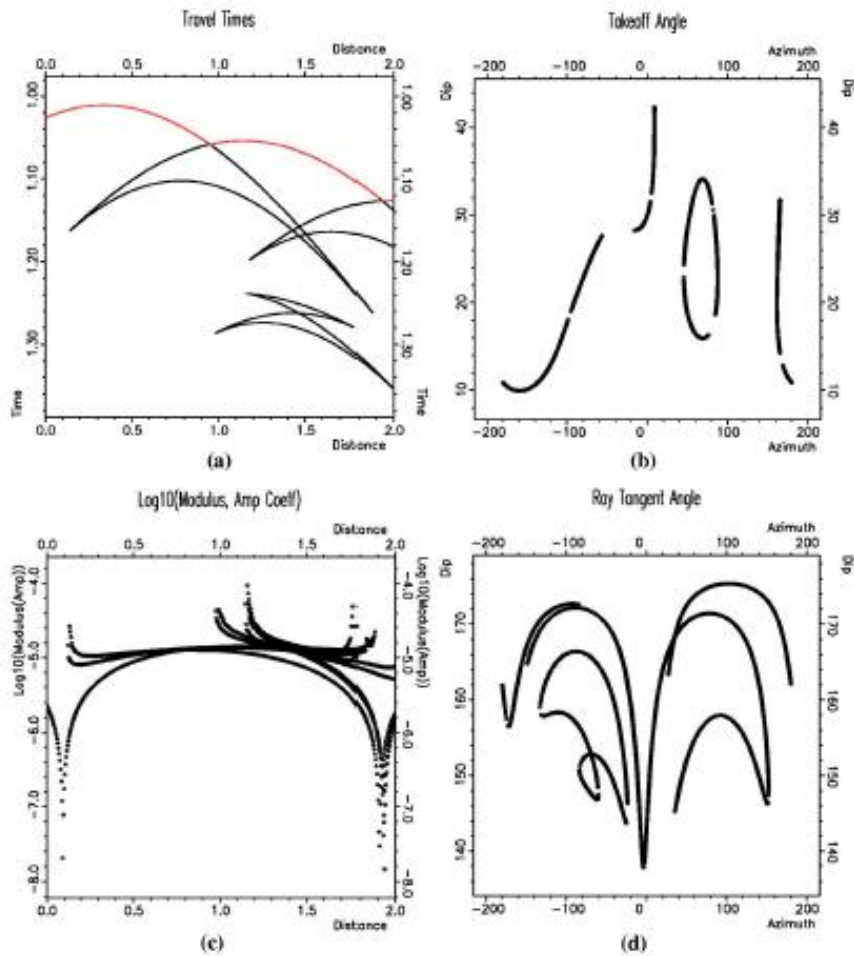 Travel Times
Distance
0.0 0.5 1.0 1.5 2.0
1.00 1.00
1.10 1.10
1.20 1.20
1.30 1.30
Time Time
0.0 0.5 1.0 1.5 2.0
Distance
(a)
Takeoff Angle
Azimuth
−200 −100 0 100 200
Dip Dip
40 40
30 30
20 20
10 10
−200 −100 0 100 200
Azimuth
(b)
Log10(Modulus, Amp Coeff)
Distance
0.0 0.5 1.0 1.5 2.0
Log10(Modulus(Amp)) Log10(Modulus(Amp))
−4.0 −4.0
−5.0 −5.0
−6.0 −6.0
−7.0 −7.0
−8.0 −8.0
0.0 0.5 1.0 1.5 2.0
Distance
(c)
Ray Tangent Angle
Azimuth
−200 −100 0 100 200
Dip Dip
170 170
160 160
150 150
140 140
−200 −100 0 100 200
Azimuth
(d)